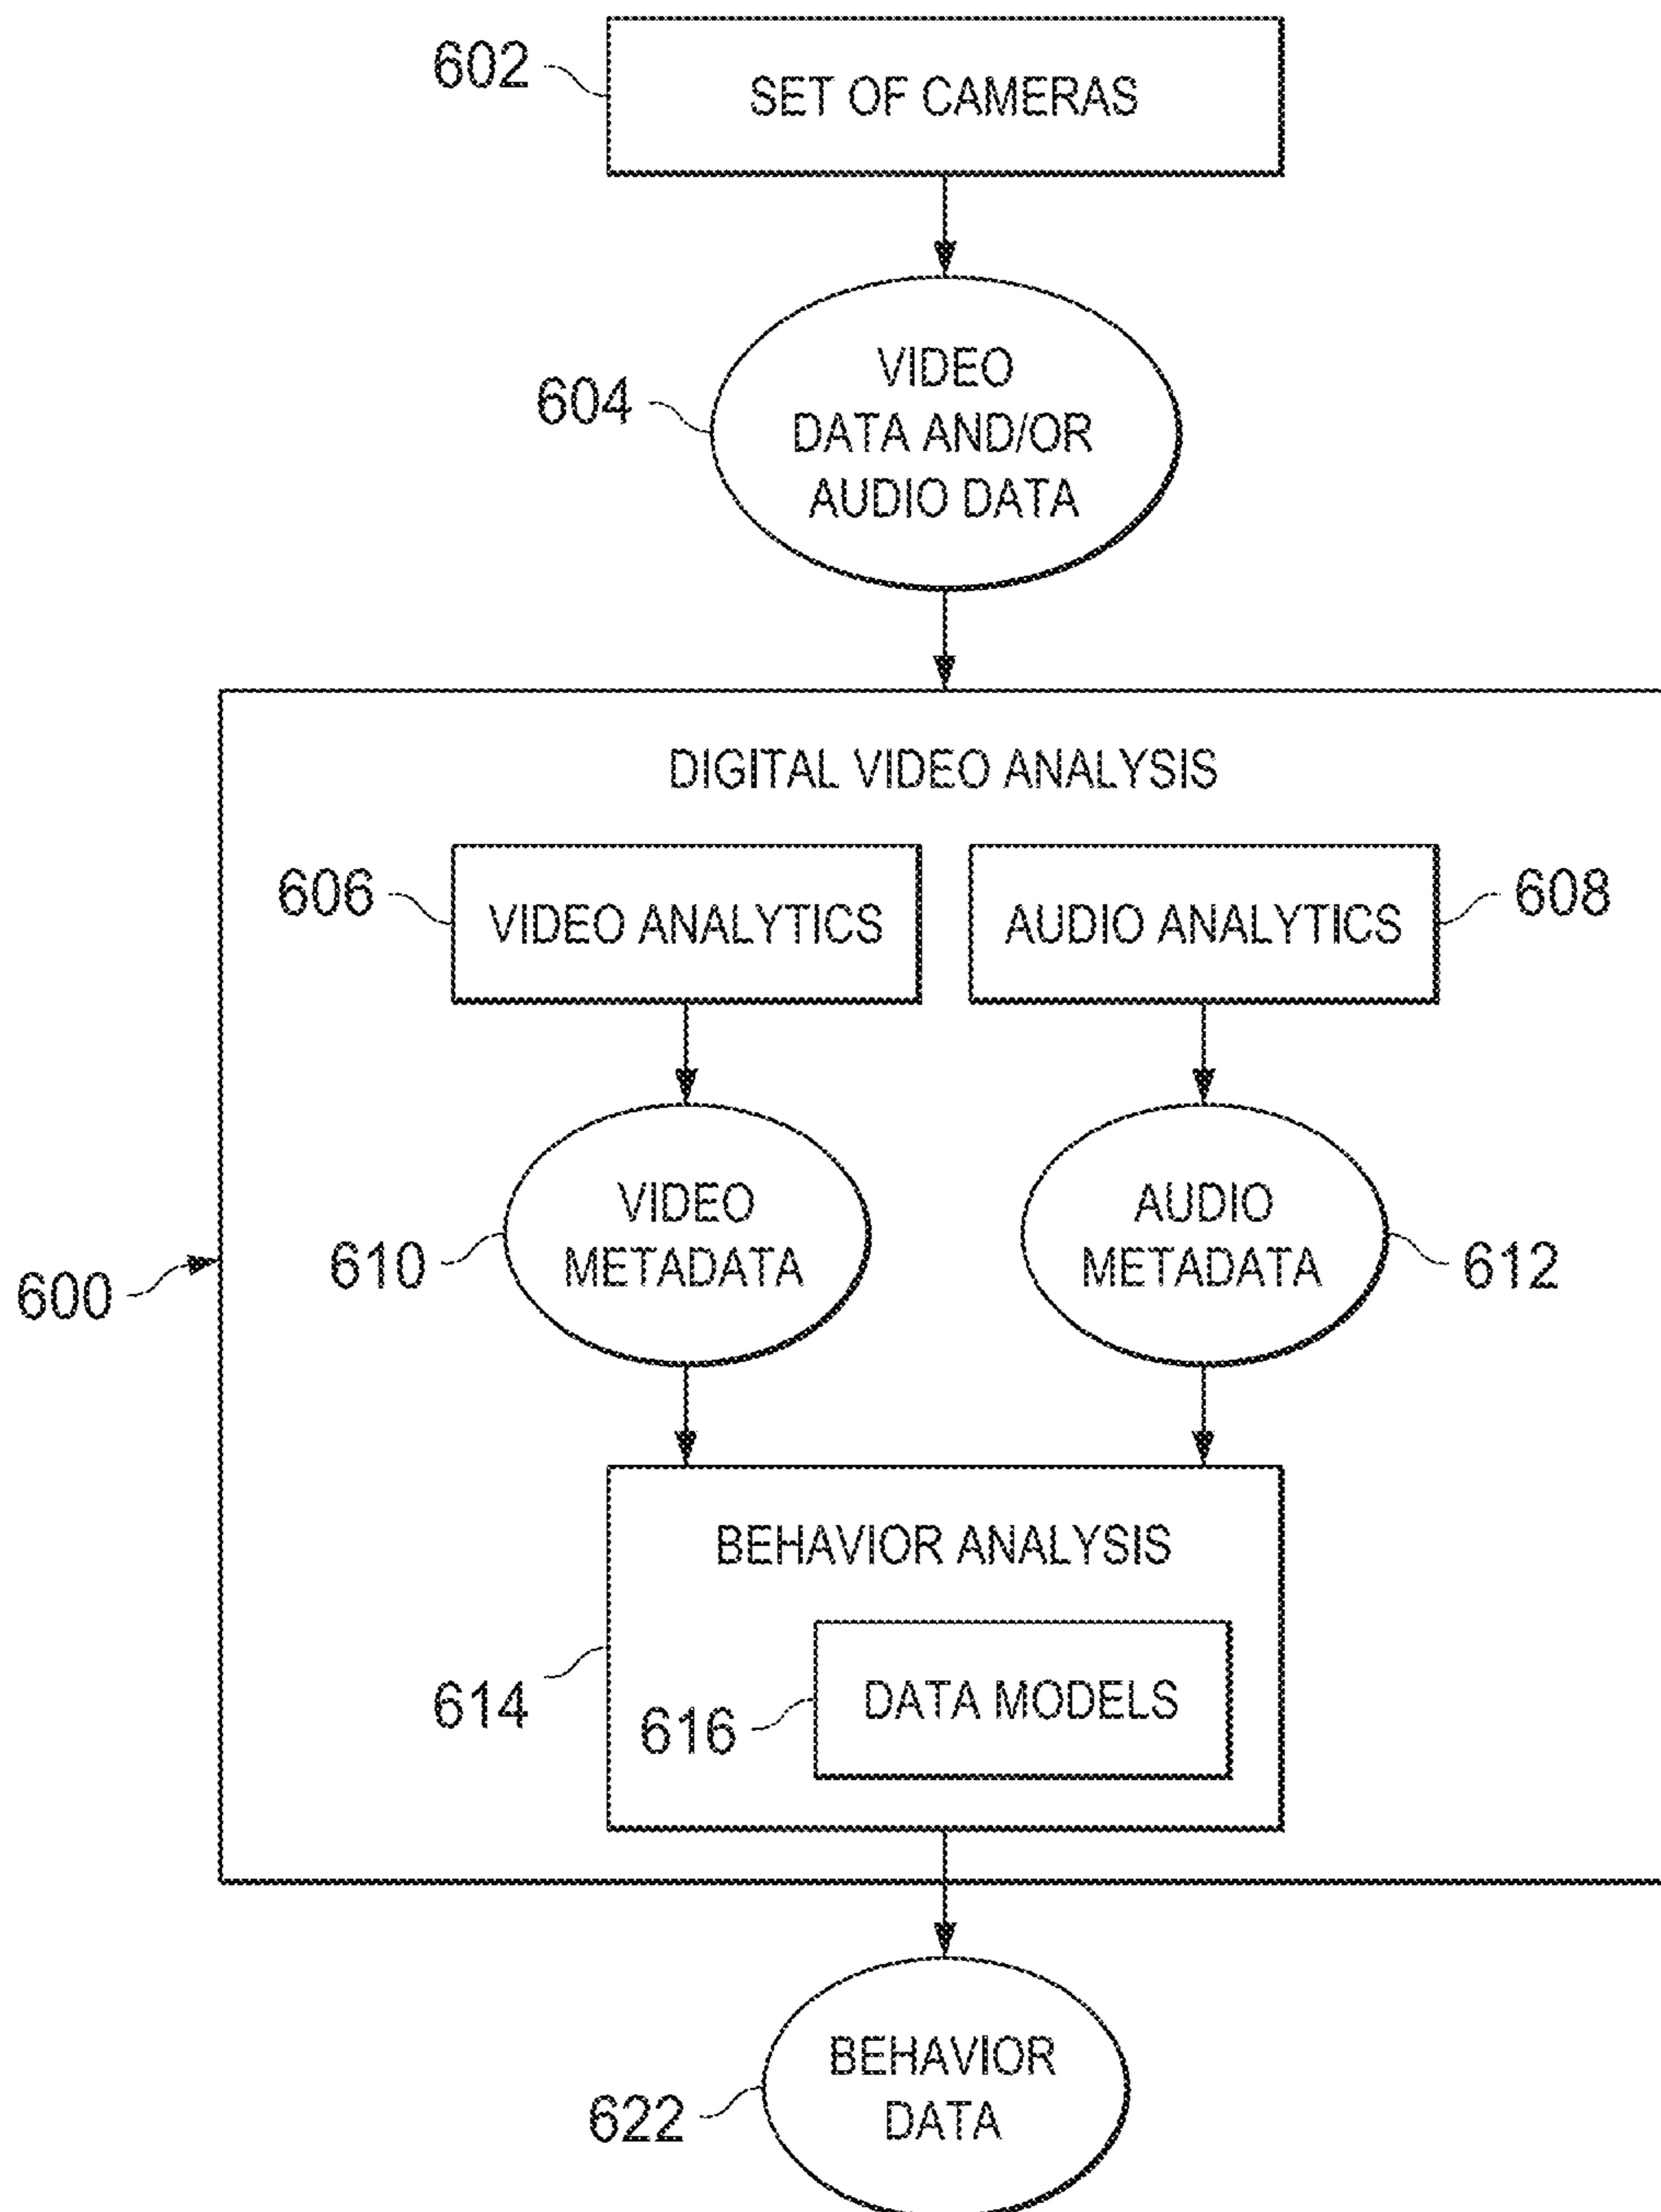 602
SET OF CAMERAS
604
VIDEO
DATA AND/OR
AUDIO DATA
DIGITAL VIDEO ANALYSIS
606
VIDEO ANALYTICS
AUDIO ANALYTICS
608
600
610
VIDEO
METADATA
AUDIO
METADATA
612
BEHAVIOR ANALYSIS
614
616
DATA MODELS
622
BEHAVIOR
DATA